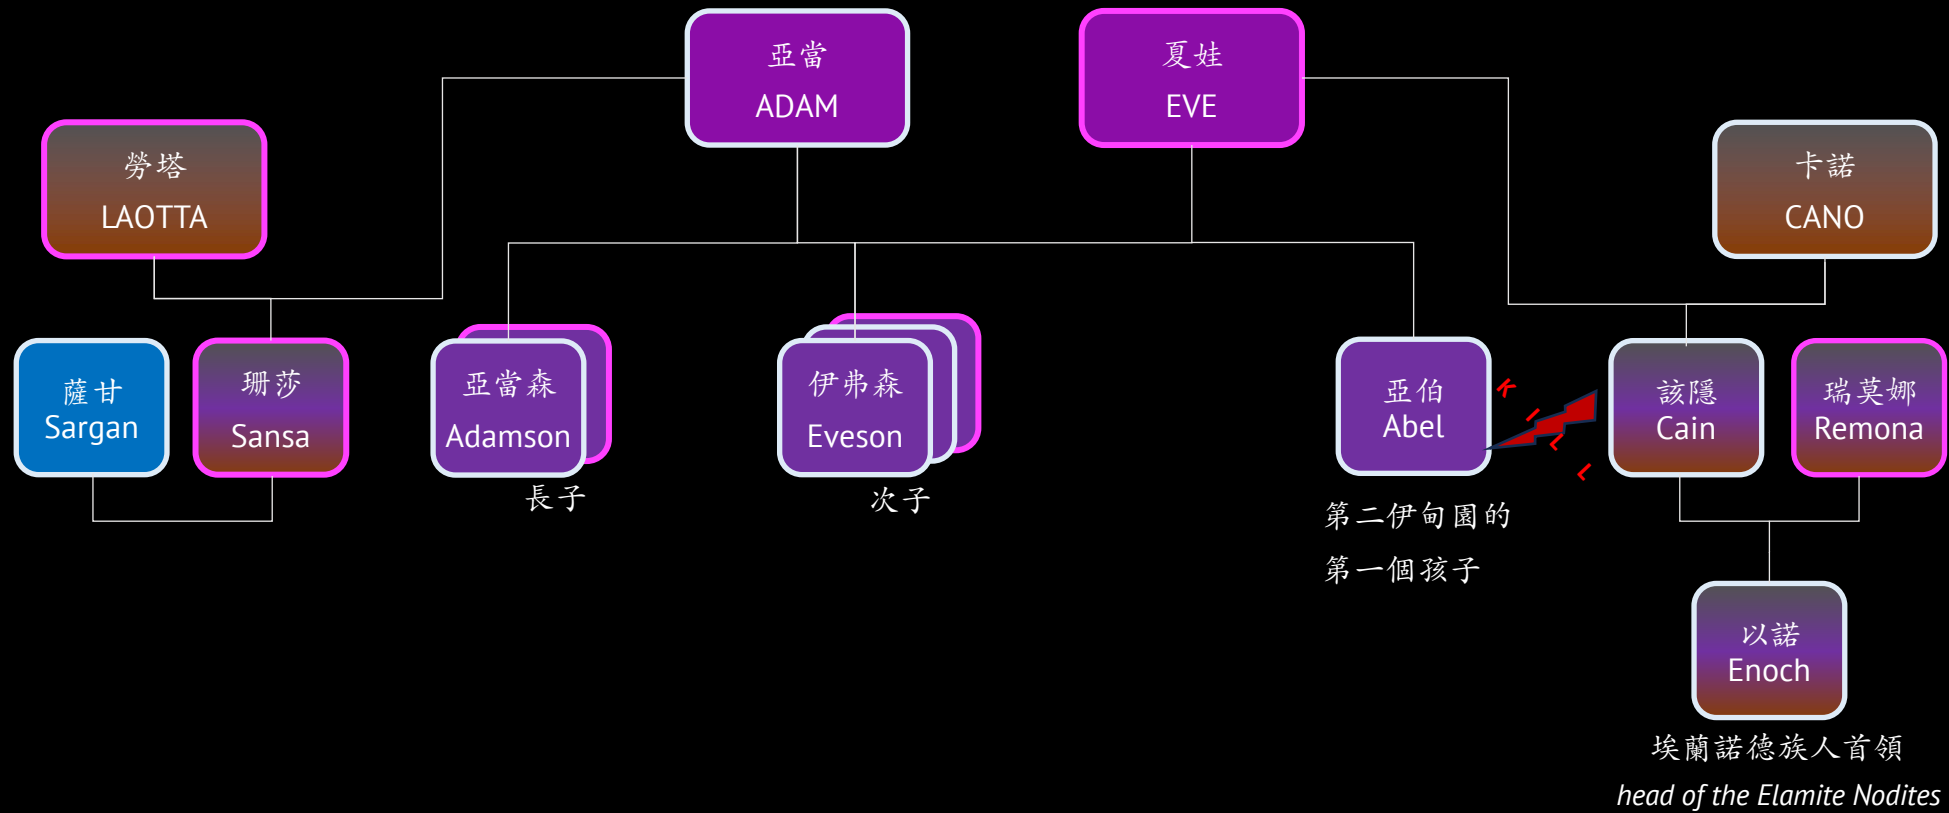 亞當
ADAM
夏娃
EVE
勞塔
LAOTTA
卡諾
CANO
薩甘
Sargan
珊莎
Sansa
亞當森
Adamson
長子
伊弗森
Eveson
次子
亞伯
Abel
第二伊甸園的
第一個孩子
KILL
該隱
Cain
瑞莫娜
Remona
以諾
Enoch
埃蘭諾德族人首領
head of the Elamite Nodites